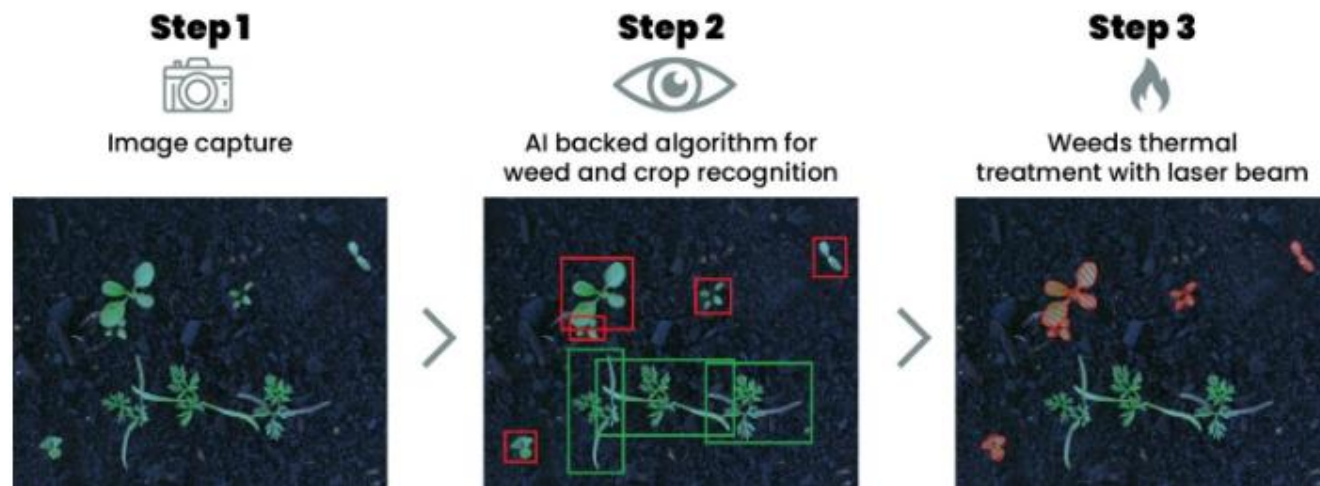 Step 1
Step 2
Step 3
Image capture
AI backed algorithm for
weed and crop recognition
Weeds thermal
treatment with laser beam